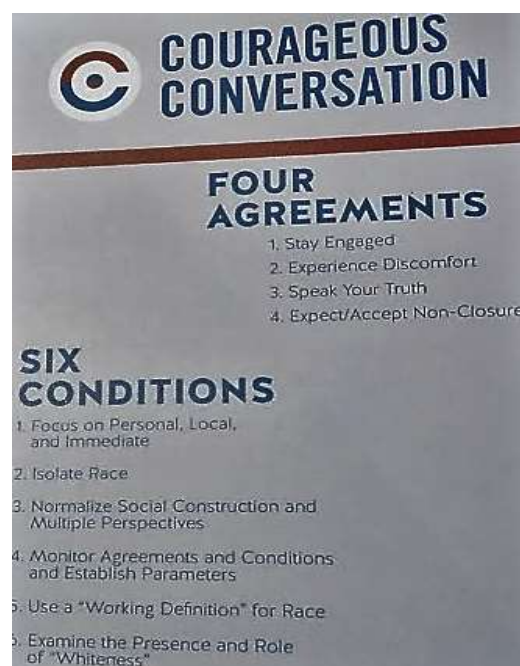 COURAGEOUS
CONVERSATION
FOUR
AGREEMENTS
1. Stay Engaged
2. Experience Discomfort
3. Speak Your Truth
4. Expect/Accept Non-Closure
SIX
CONDITIONS
1. Focus on Personal, Local,
and Immediate
2. Isolate Race
3. Normalize Social Construction and
Multiple Perspectives
4. Monitor Agreements and Conditions
and Establish Parameters
5. Use a “Working Definition” for Race
6. Examine the Presence and Role
of “Whiteness”